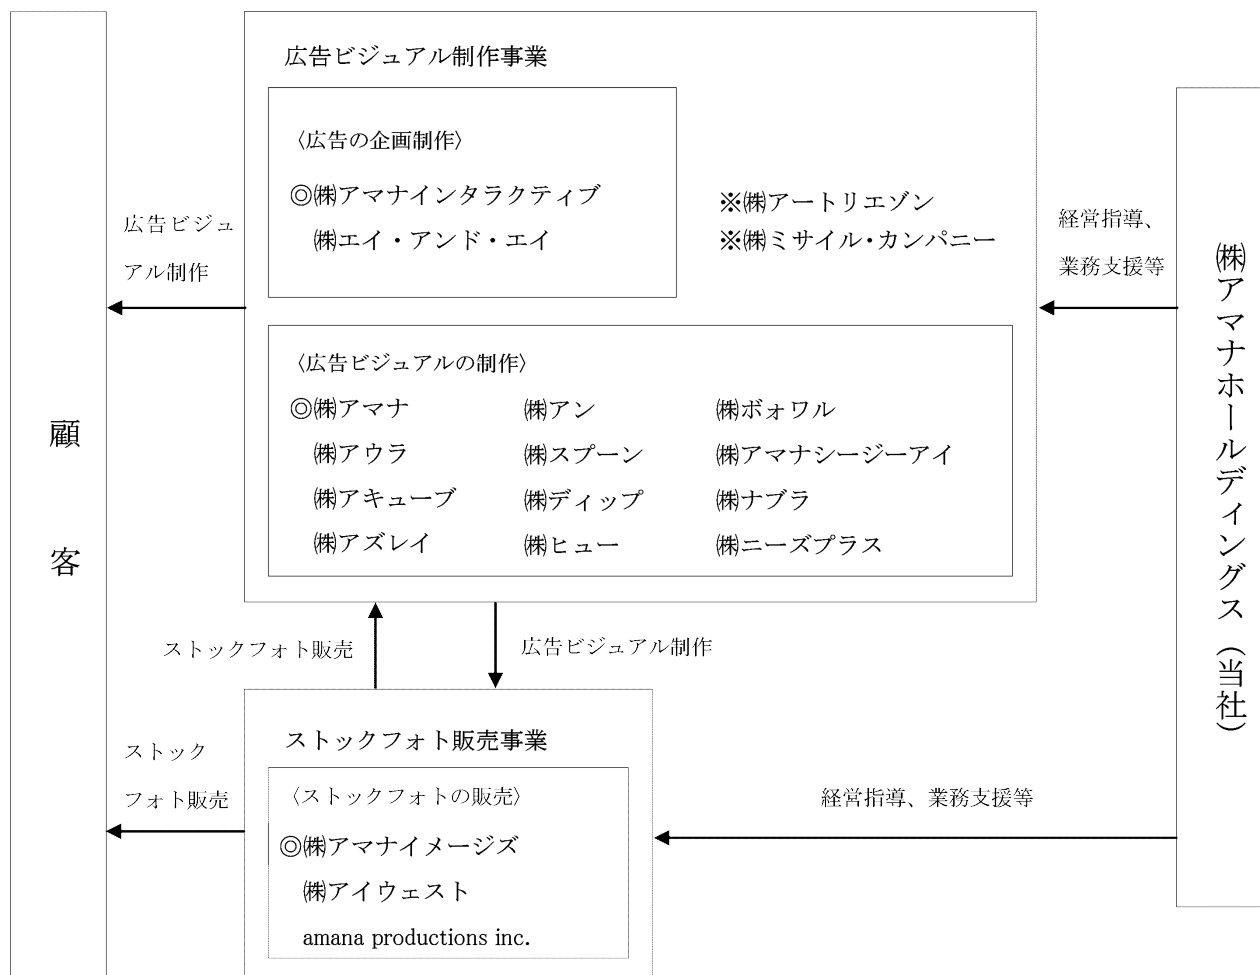 広告ビジュアル制作事業
〈広告の企画制作〉
◎㈱アマナインタラクティブ
㈱エイ・アンド・エイ
※㈱アートリエゾン
※㈱ミサイル・カンパニー
広告ビジュ
アル制作
経営指導、
業務支援等
〈広告ビジュアルの制作〉
◎㈱アマナ
㈱アン
㈱ボォワル
㈱アウラ
㈱スプーン
㈱アマナシージーアイ
㈱アキューブ
㈱ディップ
㈱ナブラ
㈱アズレイ
㈱ヒュー
㈱ニーズプラス
顧客
㈱アマナホールディングス(当社)
ストックフォト販売
広告ビジュアル制作
ストックフォト販売事業
〈ストックフォトの販売〉
◎㈱アマナイメージズ
㈱アイウェスト
amana productions inc.
ストック
フォト販売
経営指導、業務支援等